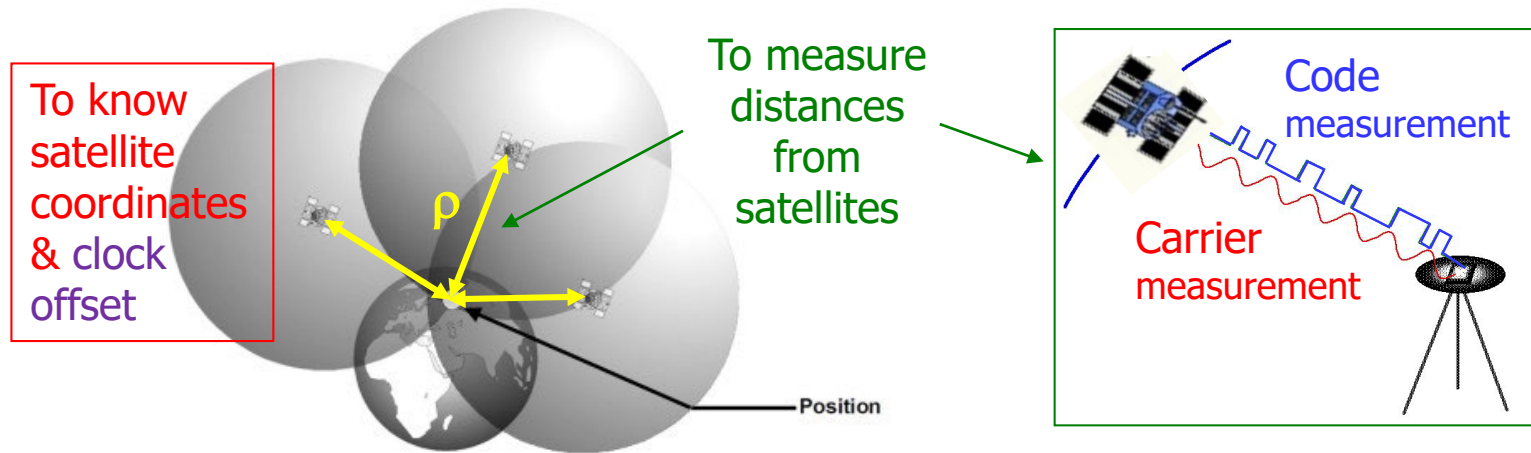 To know
satellite
coordinates
& clock
offset
ρ
To measure
distances
from
satellites
Position
Code
measurement
Carrier
measurement